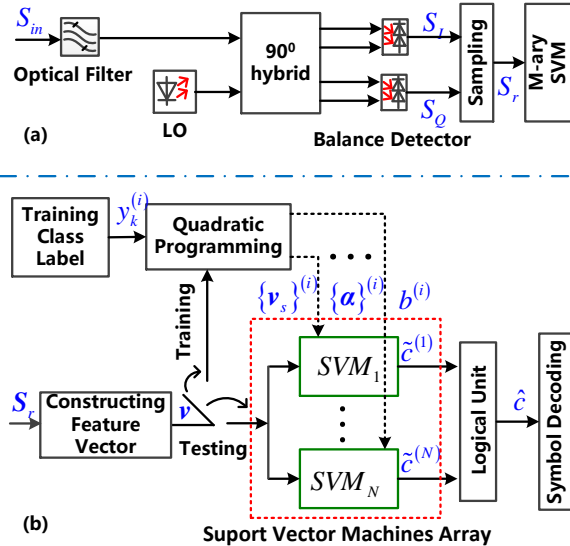 S_in
Optical Filter
LO
90⁰
hybrid
S_I
S_Q
Balance Detector
Sampling
S_r
M-ary
SVM
(a)
Training
Class
Label
y_k^(i)
Quadratic
Programming
{v_s}^(i) {α}^(i) b^(i)
Training
S_r
Constructing
Feature
Vector
v
Testing
SVM_1
c̃^(1)
SVM_N
c̃^(N)
Logical Unit
ĉ
Symbol Decoding
(b)
Suport Vector Machines Array